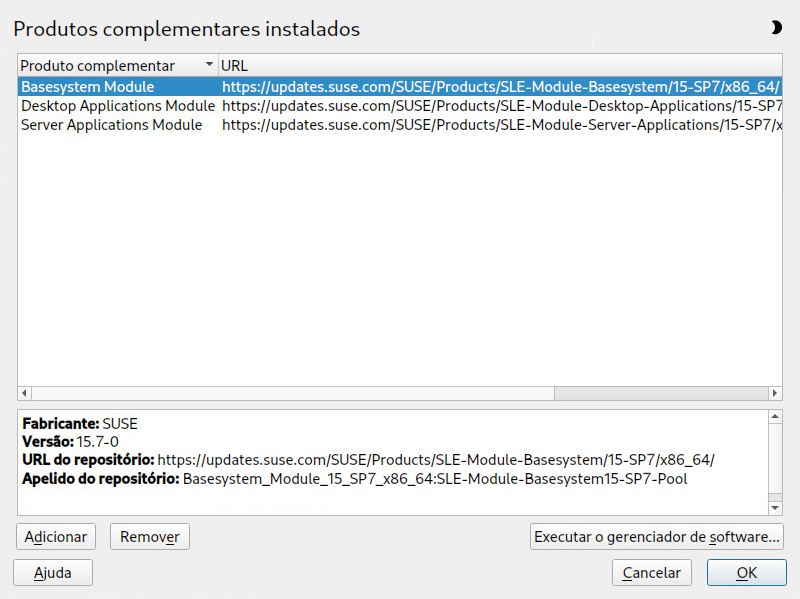 Produtos complementares instalados
Produto complementar URL
Basesystem Module https://updates.suse.com/SUSE/Products/SLE-Module-Basesystem/15-SP7/x86_64/
Desktop Applications Module https://updates.suse.com/SUSE/Products/SLE-Module-Desktop-Applications/15-SP7
Server Applications Module https://updates.suse.com/SUSE/Products/SLE-Module-Server-Applications/15-SP7/x
Fabricante: SUSE
Versão: 15.7-0
URL do repositório: https://updates.suse.com/SUSE/Products/SLE-Module-Basesystem/15-SP7/x86_64/
Apelido do repositório: Basesystem_Module_15_SP7_x86_64:SLE-Module-Basesystem15-SP7-Pool
Adicionar Remover Executar o gerenciador de software...
Ajuda Cancelar OK